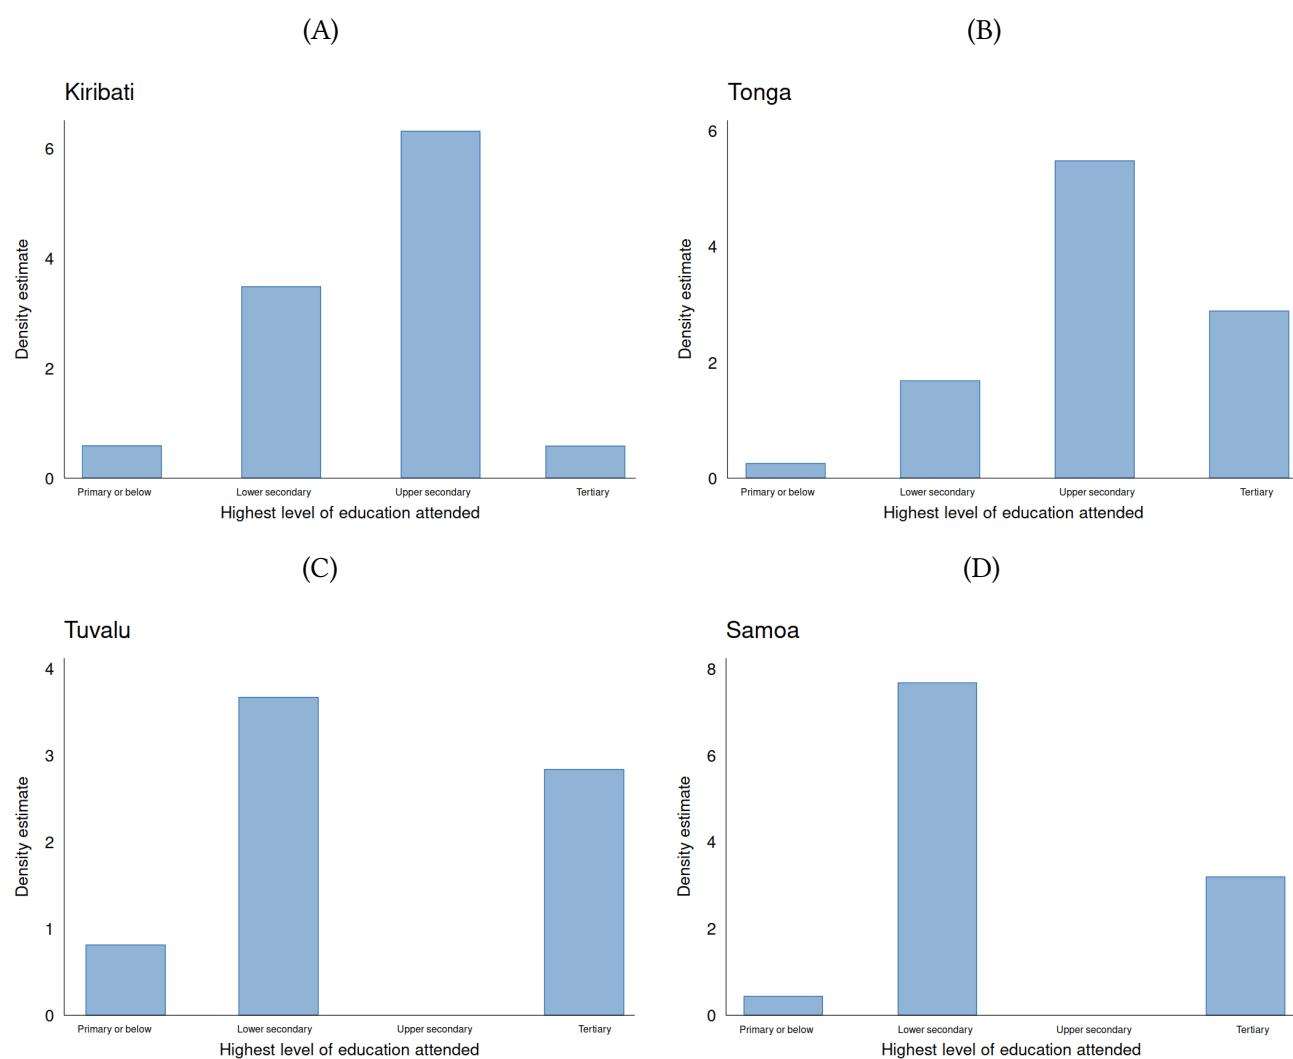 (A)
Kiribati
Density estimate
6
4
2
0
Primary or below Lower secondary Upper secondary Tertiary
Highest level of education attended
(B)
Tonga
Density estimate
6
4
2
0
Primary or below Lower secondary Upper secondary Tertiary
Highest level of education attended
(C)
Tuvalu
Density estimate
4
3
2
1
0
Primary or below Lower secondary Upper secondary Tertiary
Highest level of education attended
(D)
Samoa
Density estimate
8
6
4
2
0
Primary or below Lower secondary Upper secondary Tertiary
Highest level of education attended